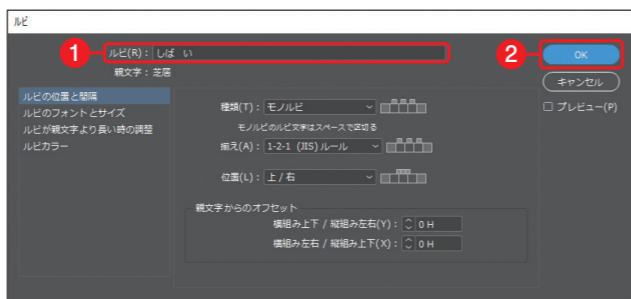 ルビ
1 ルビ(R): しば い
2 OK
親文字: 芝居
キャンセル
プレビュー(P)
ルビの位置と間隔
ルビのフォントとサイズ
ルビが親文字より長い時の調整
ルビカラー
種類(T): モノルビ
モノルビのルビ文字はスペースで区切る
揃え(A): 1-2-1 (JIS) ルール
位置(L): 上 / 右
親文字からのオフセット
横組み上下 / 縦組み左右(Y): 0 H
横組み左右 / 縦組み上下(X): 0 H